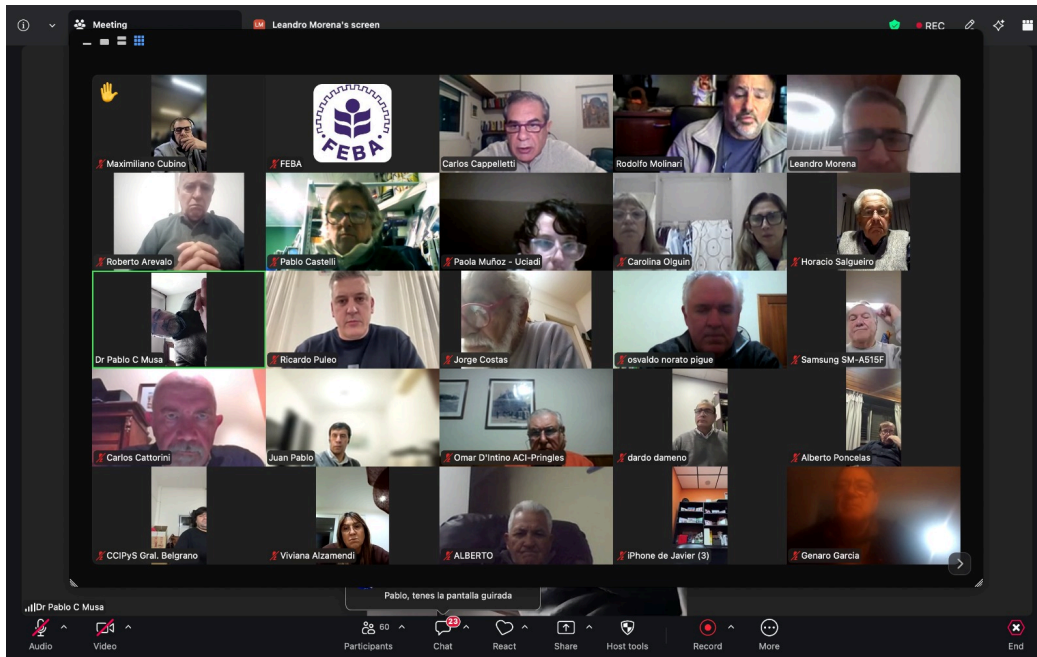 Meeting
LM Leandro Morena's screen
REC
Maximiliano Cubino
FEBA
FEBA
Carlos Cappelletti
Rodolfo Molinari
Leandro Morena
Roberto Arevalo
Pablo Castelli
Paola Muñoz - Uciadi
Carolina Olguin
Horacio Salgueiro
Dr Pablo C Musa
Ricardo Puleo
Jorge Costas
osvaldo norato pigue
Samsung SM-A515F
Carlos Cattorini
Juan Pablo
Omar D'Intino ACI-Pringles
dardo dameno
Alberto Poncelas
CCIPyS Gral. Belgrano
Viviana Alzamendi
ALBERTO
iPhone de Javier (3)
Genaro Garcia
Pablo, tenes la pantalla guirada
Dr Pablo C Musa
Audio
Video
60
Participants
23
Chat
React
Share
Host tools
Record
More
End